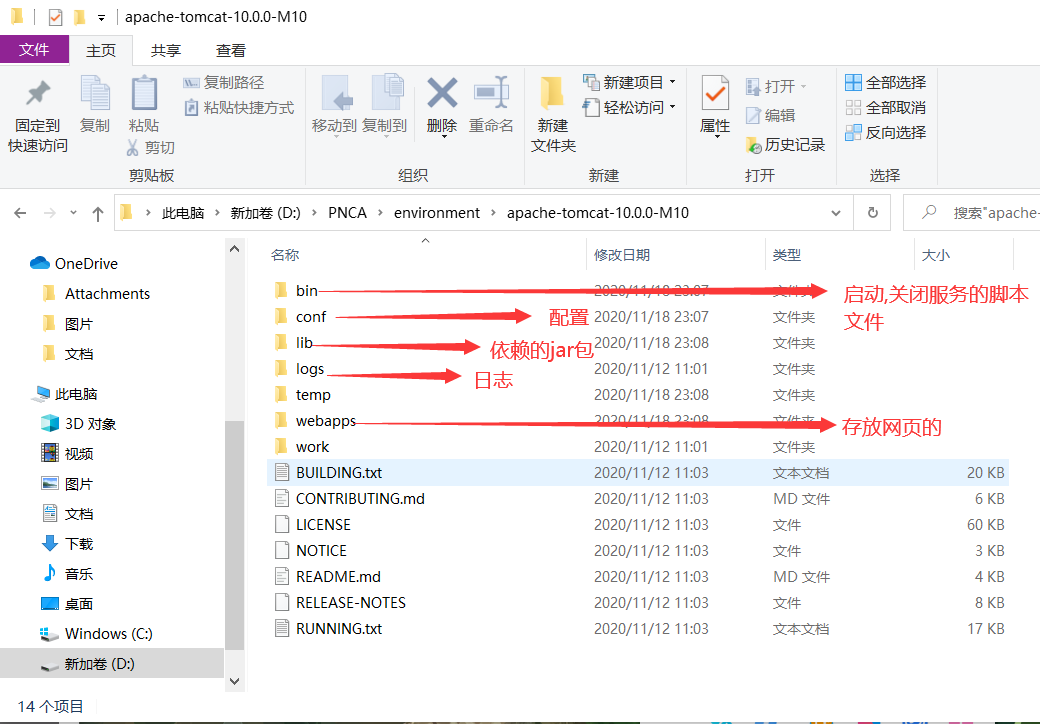 apache-tomcat-10.0.0-M10
文件 主页 共享 查看
固定到
快速访问
复制
粘贴
复制路径
粘贴快捷方式
剪切
剪贴板
移动到
复制到
删除
重命名
组织
新建
文件夹
新建项目
轻松访问
新建
属性
打开
编辑
历史记录
打开
全部选择
全部取消
反向选择
选择
此电脑 › 新加卷 (D:) › PNCA › environment › apache-tomcat-10.0.0-M10
搜索"apache-
OneDrive
Attachments
图片
文档
此电脑
3D 对象
视频
图片
文档
下载
音乐
桌面
Windows (C:)
新加卷 (D:)
名称 修改日期 类型 大小
bin 2020/11/18 23:07 文件夹
启动,关闭服务的脚本
文件
conf 配置 2020/11/18 23:07 文件夹
lib 依赖的jar包 2020/11/18 23:08 文件夹
logs 日志 2020/11/12 11:01 文件夹
temp 2020/11/18 23:08 文件夹
webapps 2020/11/18 23:08 文件夹 存放网页的
work 2020/11/12 11:01 文件夹
BUILDING.txt 2020/11/12 11:03 文本文档 20 KB
CONTRIBUTING.md 2020/11/12 11:03 MD 文件 6 KB
LICENSE 2020/11/12 11:03 文件 60 KB
NOTICE 2020/11/12 11:03 文件 3 KB
README.md 2020/11/12 11:03 MD 文件 4 KB
RELEASE-NOTES 2020/11/12 11:03 文件 8 KB
RUNNING.txt 2020/11/12 11:03 文本文档 17 KB
14 个项目